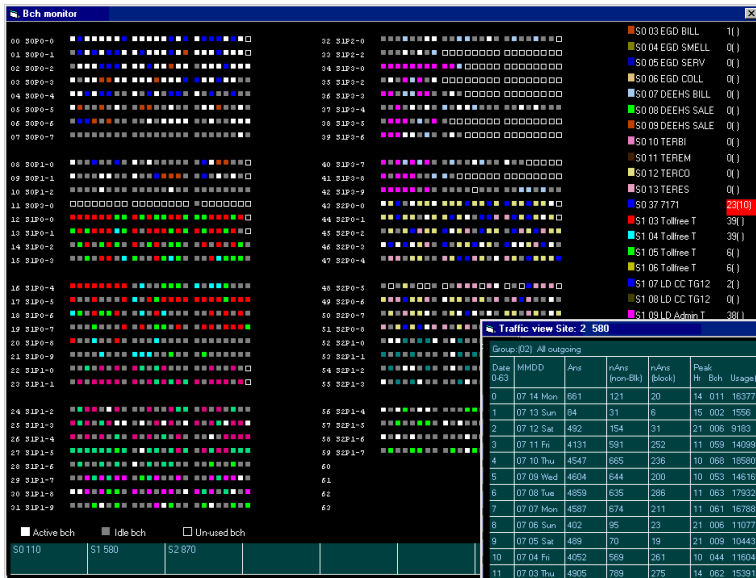 Bch monitor
00 S0P0-0
01 S0P0-1
02 S0P0-2
03 S0P0-3
04 S0P0-4
05 S0P0-5
06 S0P0-6
07 S0P0-7
08 S0P1-0
09 S0P1-1
10 S0P1-2
11 S0P3-0
12 S1P0-0
13 S1P0-1
14 S1P0-2
15 S1P0-3
16 S1P0-4
17 S1P0-5
18 S1P0-6
19 S1P0-7
20 S1P0-8
21 S1P0-9
22 S1P1-0
23 S1P1-1
24 S1P1-2
25 S1P1-3
26 S1P1-4
27 S1P1-5
28 S1P1-6
29 S1P1-7
30 S1P1-8
31 S1P1-9
32 S1P2-0
33 S1P2-2
34 S1P3-0
35 S1P3-1
36 S1P3-2
37 S1P3-4
38 S1P3-5
39 S1P3-6
40 S1P3-7
41 S1P3-8
42 S1P3-9
43 S2P0-0
44 S2P0-1
45 S2P0-2
46 S2P0-3
47 S2P0-4
48 S2P0-5
49 S2P0-6
50 S2P0-7
51 S2P0-8
52 S2P1-0
53 S2P1-1
54 S2P1-2
55 S2P1-3
56 S2P1-4
57 S2P1-5
58 S2P1-6
59 S2P1-7
60
61
62
63
S0 03 EGD BILL 1( )
S0 04 EGD SMELL 0( )
S0 05 EGD SERV 0( )
S0 06 EGD COLL 0( )
S0 07 DEEHS BILL 0( )
S0 08 DEEHS SALE 0( )
S0 09 DEEHS SALE 0( )
S0 10 TERBI 0( )
S0 11 TEREM 0( )
S0 12 TERCO 0( )
S0 13 TERES 0( )
S0 37 7171 23(10)
S1 03 Tollfree T 39( )
S1 04 Tollfree T 39( )
S1 05 Tollfree T 6( )
S1 06 Tollfree T 6( )
S1 07 LD CC TG12 2( )
S1 08 LD CC TG12 0( )
S1 09 LD Admin T 38( )
Active bch Idle bch Un-used bch
S0 110 S1 580 S2 870
Traffic view Site: 2 580
Group:(02) All outgoing
Date MMDD Ans nAns nAns Peak
0-63 (non-Blk) (block) Hr Bch Usage(
0 07 14 Mon 661 121 20 14 011 16377
1 07 13 Sun 84 31 6 15 002 1556
2 07 12 Sat 492 154 31 21 006 9183
3 07 11 Fri 4131 591 252 11 059 14099
4 07 10 Thu 4547 665 236 10 068 18580
5 07 09 Wed 4604 644 200 10 053 14616
6 07 08 Tue 4859 635 286 11 063 17932
7 07 07 Mon 4587 674 211 11 061 16788
8 07 06 Sun 402 95 23 21 006 11077
9 07 05 Sat 489 70 19 21 009 10443
10 07 04 Fri 4052 569 261 10 044 11604
11 07 03 Thu 4905 789 275 14 062 15391